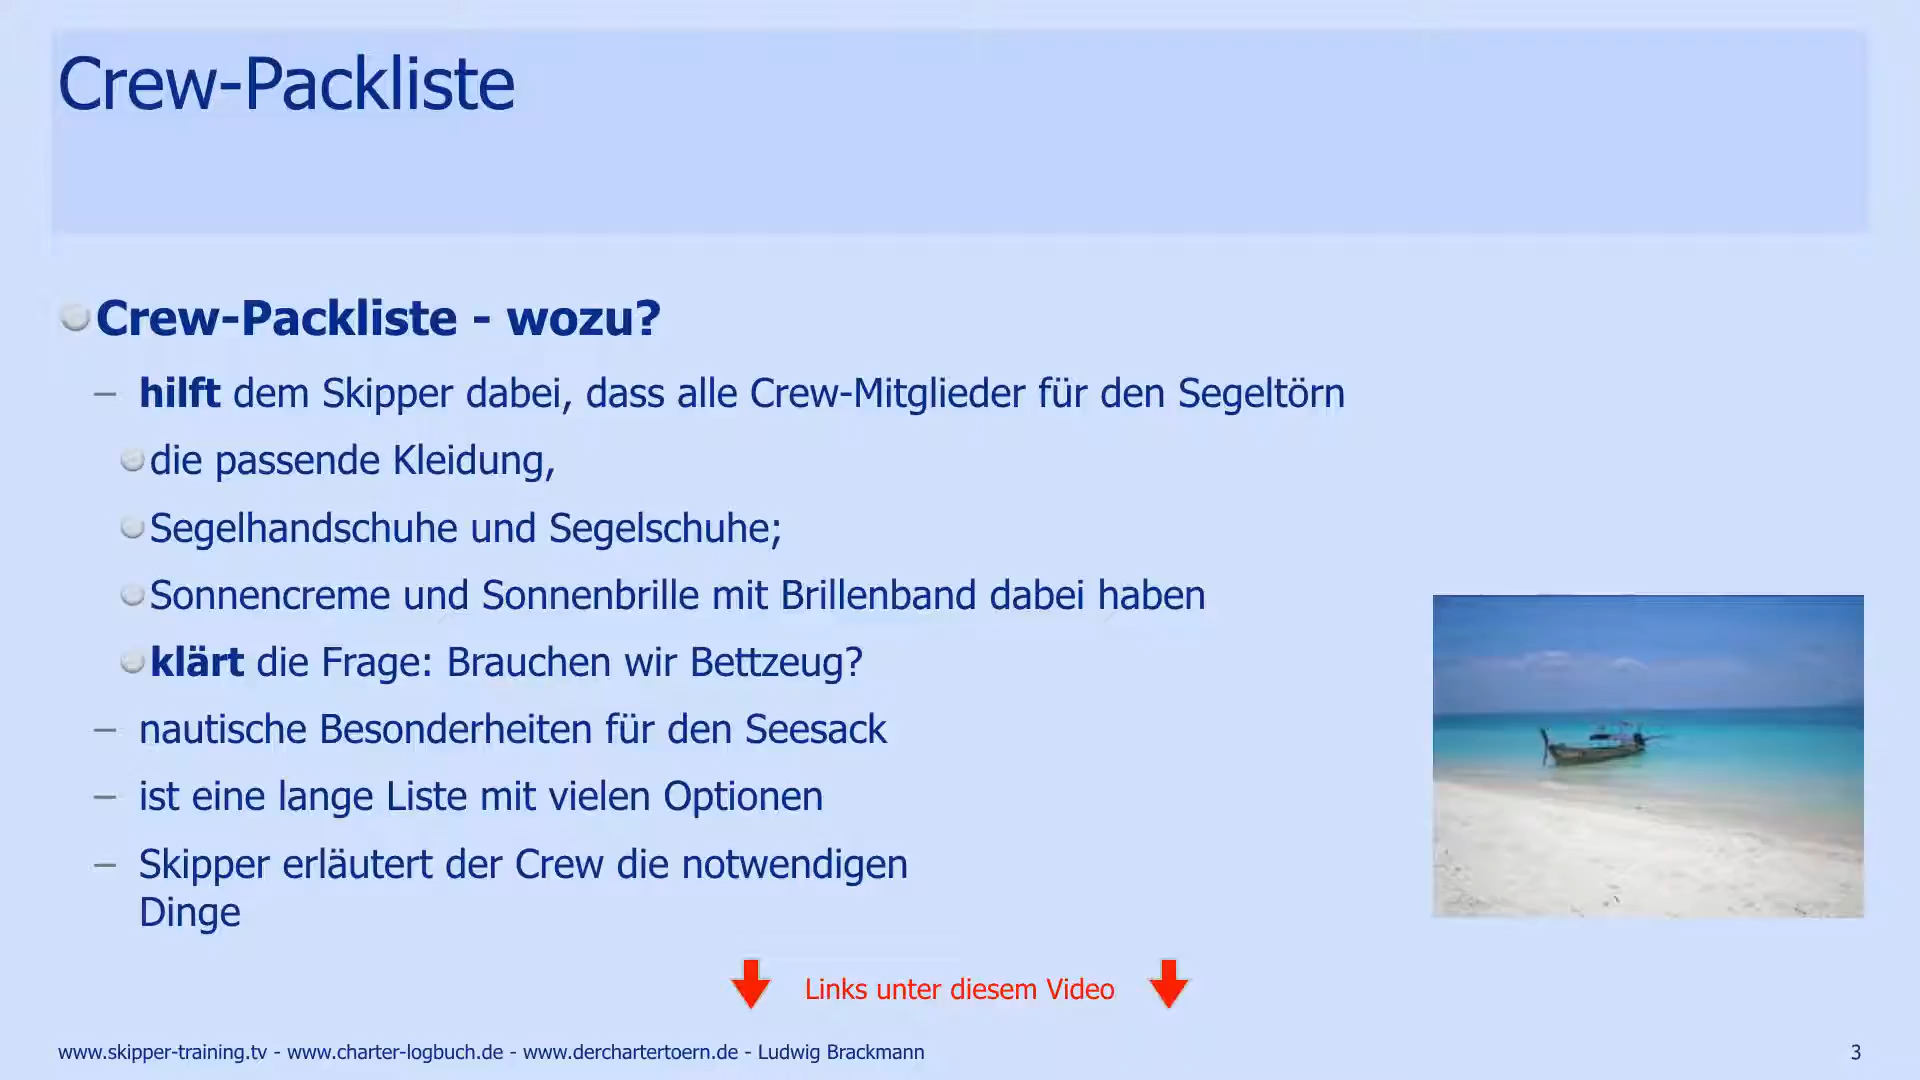 Crew-Packliste
Crew-Packliste - wozu?
– hilft dem Skipper dabei, dass alle Crew-Mitglieder für den Segeltörn
die passende Kleidung,
Segelhandschuhe und Segelschuhe;
Sonnencreme und Sonnenbrille mit Brillenband dabei haben
klärt die Frage: Brauchen wir Bettzeug?
– nautische Besonderheiten für den Seesack
– ist eine lange Liste mit vielen Optionen
– Skipper erläutert der Crew die notwendigen
Dinge
Links unter diesem Video
www.skipper-training.tv - www.charter-logbuch.de - www.derchartertoern.de - Ludwig Brackmann
3